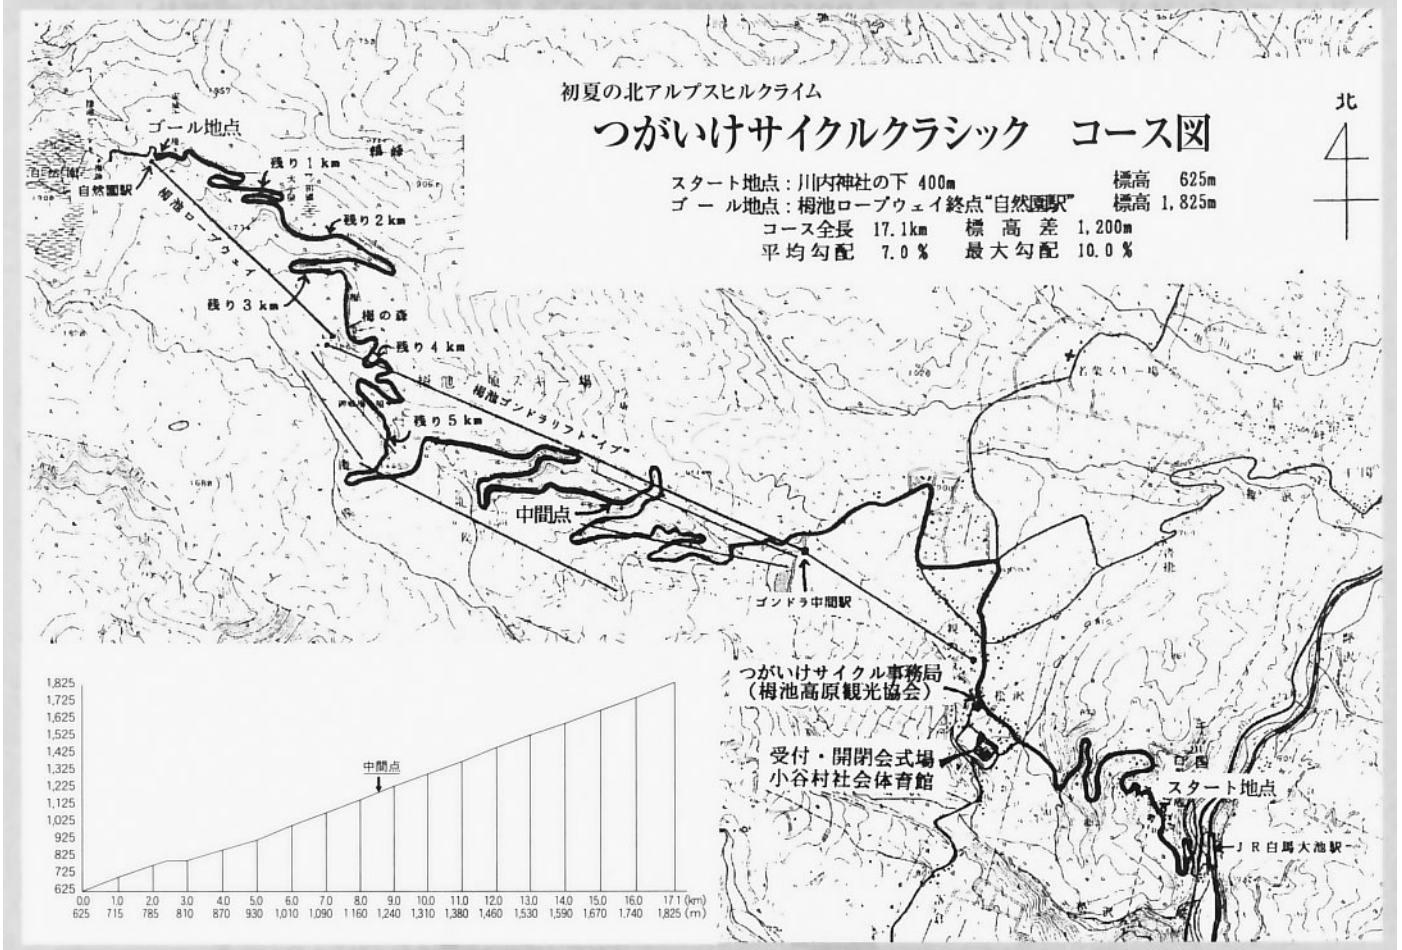 初夏の北アルプスヒルクライム
つがいけサイクルクラシック　コース図
スタート地点：川内神社の下 400m　標高 625m
ゴール地点：栂池ロープウェイ終点“自然園駅”　標高 1,825m
コース全長 17.1km　標高差 1,200m
平均勾配 7.0%　最大勾配 10.0%
北
ゴール地点
自然園駅
栂池ロープウェイ
残り1km
残り2km
残り3km
栂の森
残り4km
残り5km
栂池ゴンドラリフト“イブ”
中間点
ゴンドラ中間駅
つがいけサイクル事務局
（栂池高原観光協会）
受付・開閉会式場
小谷村社会体育館
スタート地点
JR白馬大池駅
1,825
1,725
1,625
1,525
1,425
1,325
1,225
1,125
1,025
925
825
725
625
中間点
0.0 1.0 2.0 3.0 4.0 5.0 6.0 7.0 8.0 9.0 10.0 11.0 12.0 13.0 14.0 15.0 16.0 17.1 (km)
625 715 785 810 870 930 1,010 1,090 1160 1,240 1,310 1,380 1,460 1,530 1,590 1,670 1,740 1,825 (m)